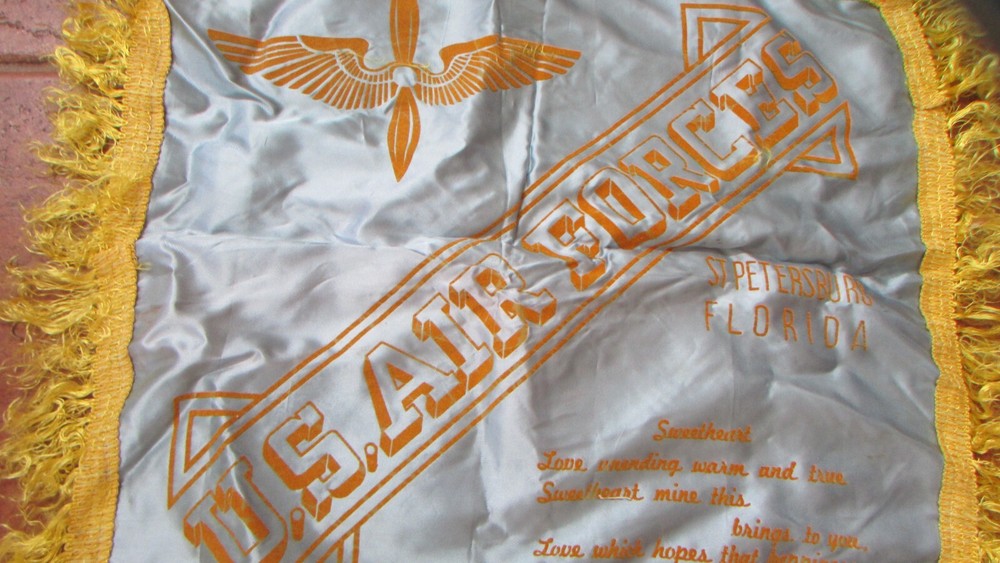 U.S. AIR FORCES
ST. PETERSBURG
FLORIDA
Sweetheart
Love unending warm and true
Sweetheart mine this
brings to you,
Love which hopes that